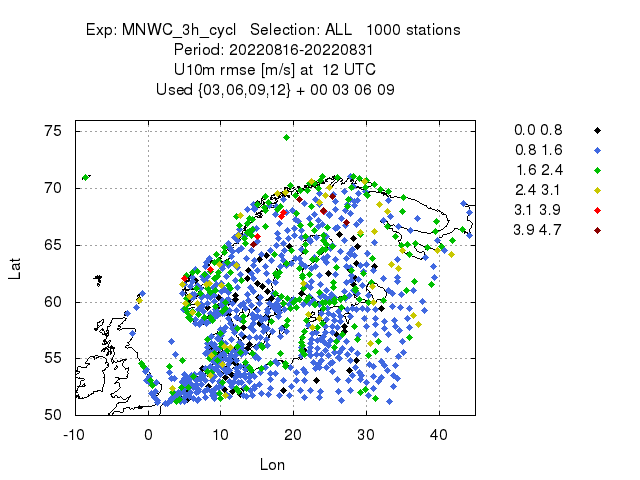 Exp: MNWC_3h_cycl   Selection: ALL   1000 stations
Period: 20220816-20220831
U10m rmse [m/s] at  12 UTC
Used {03,06,09,12} + 00 03 06 09
0.0 0.8
0.8 1.6
1.6 2.4
2.4 3.1
3.1 3.9
3.9 4.7
75
70
65
60
55
50
Lat
-10 0 10 20 30 40
Lon